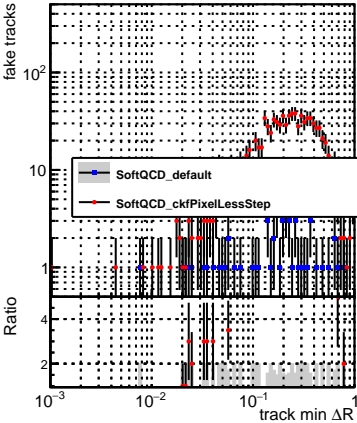 fake tracks
10²
10
1
SoftQCD_default
SoftQCD_ckfPixelLessStep
Ratio
4
2
10⁻³ 10⁻² 10⁻¹ 1
track min ΔR